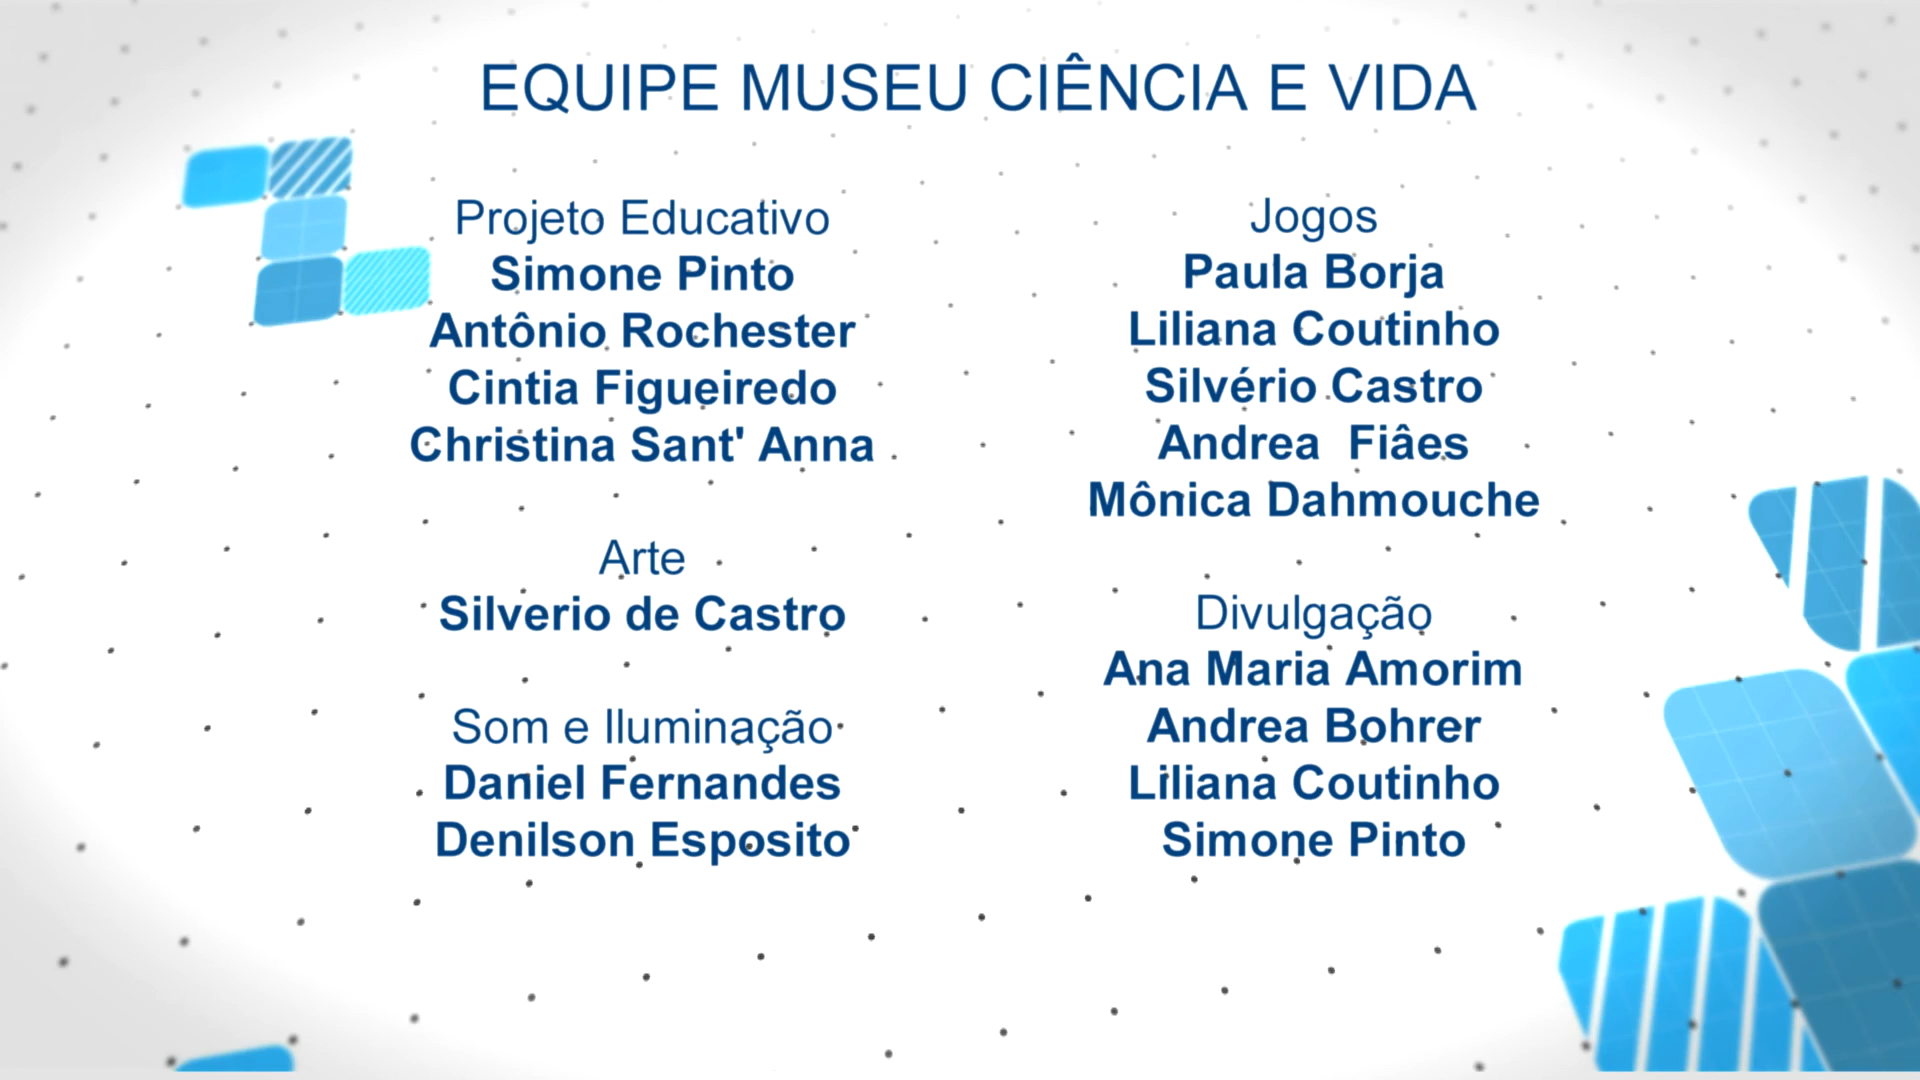 EQUIPE MUSEU CIÊNCIA E VIDA
Projeto Educativo
Simone Pinto
Antônio Rochester
Cintia Figueiredo
Christina Sant' Anna
Arte
Silverio de Castro
Som e Iluminação
Daniel Fernandes
Denilson Esposito
Jogos
Paula Borja
Liliana Coutinho
Silvério Castro
Andrea  Fiâes
Mônica Dahmouche
Divulgação
Ana Maria Amorim
Andrea Bohrer
Liliana Coutinho
Simone Pinto